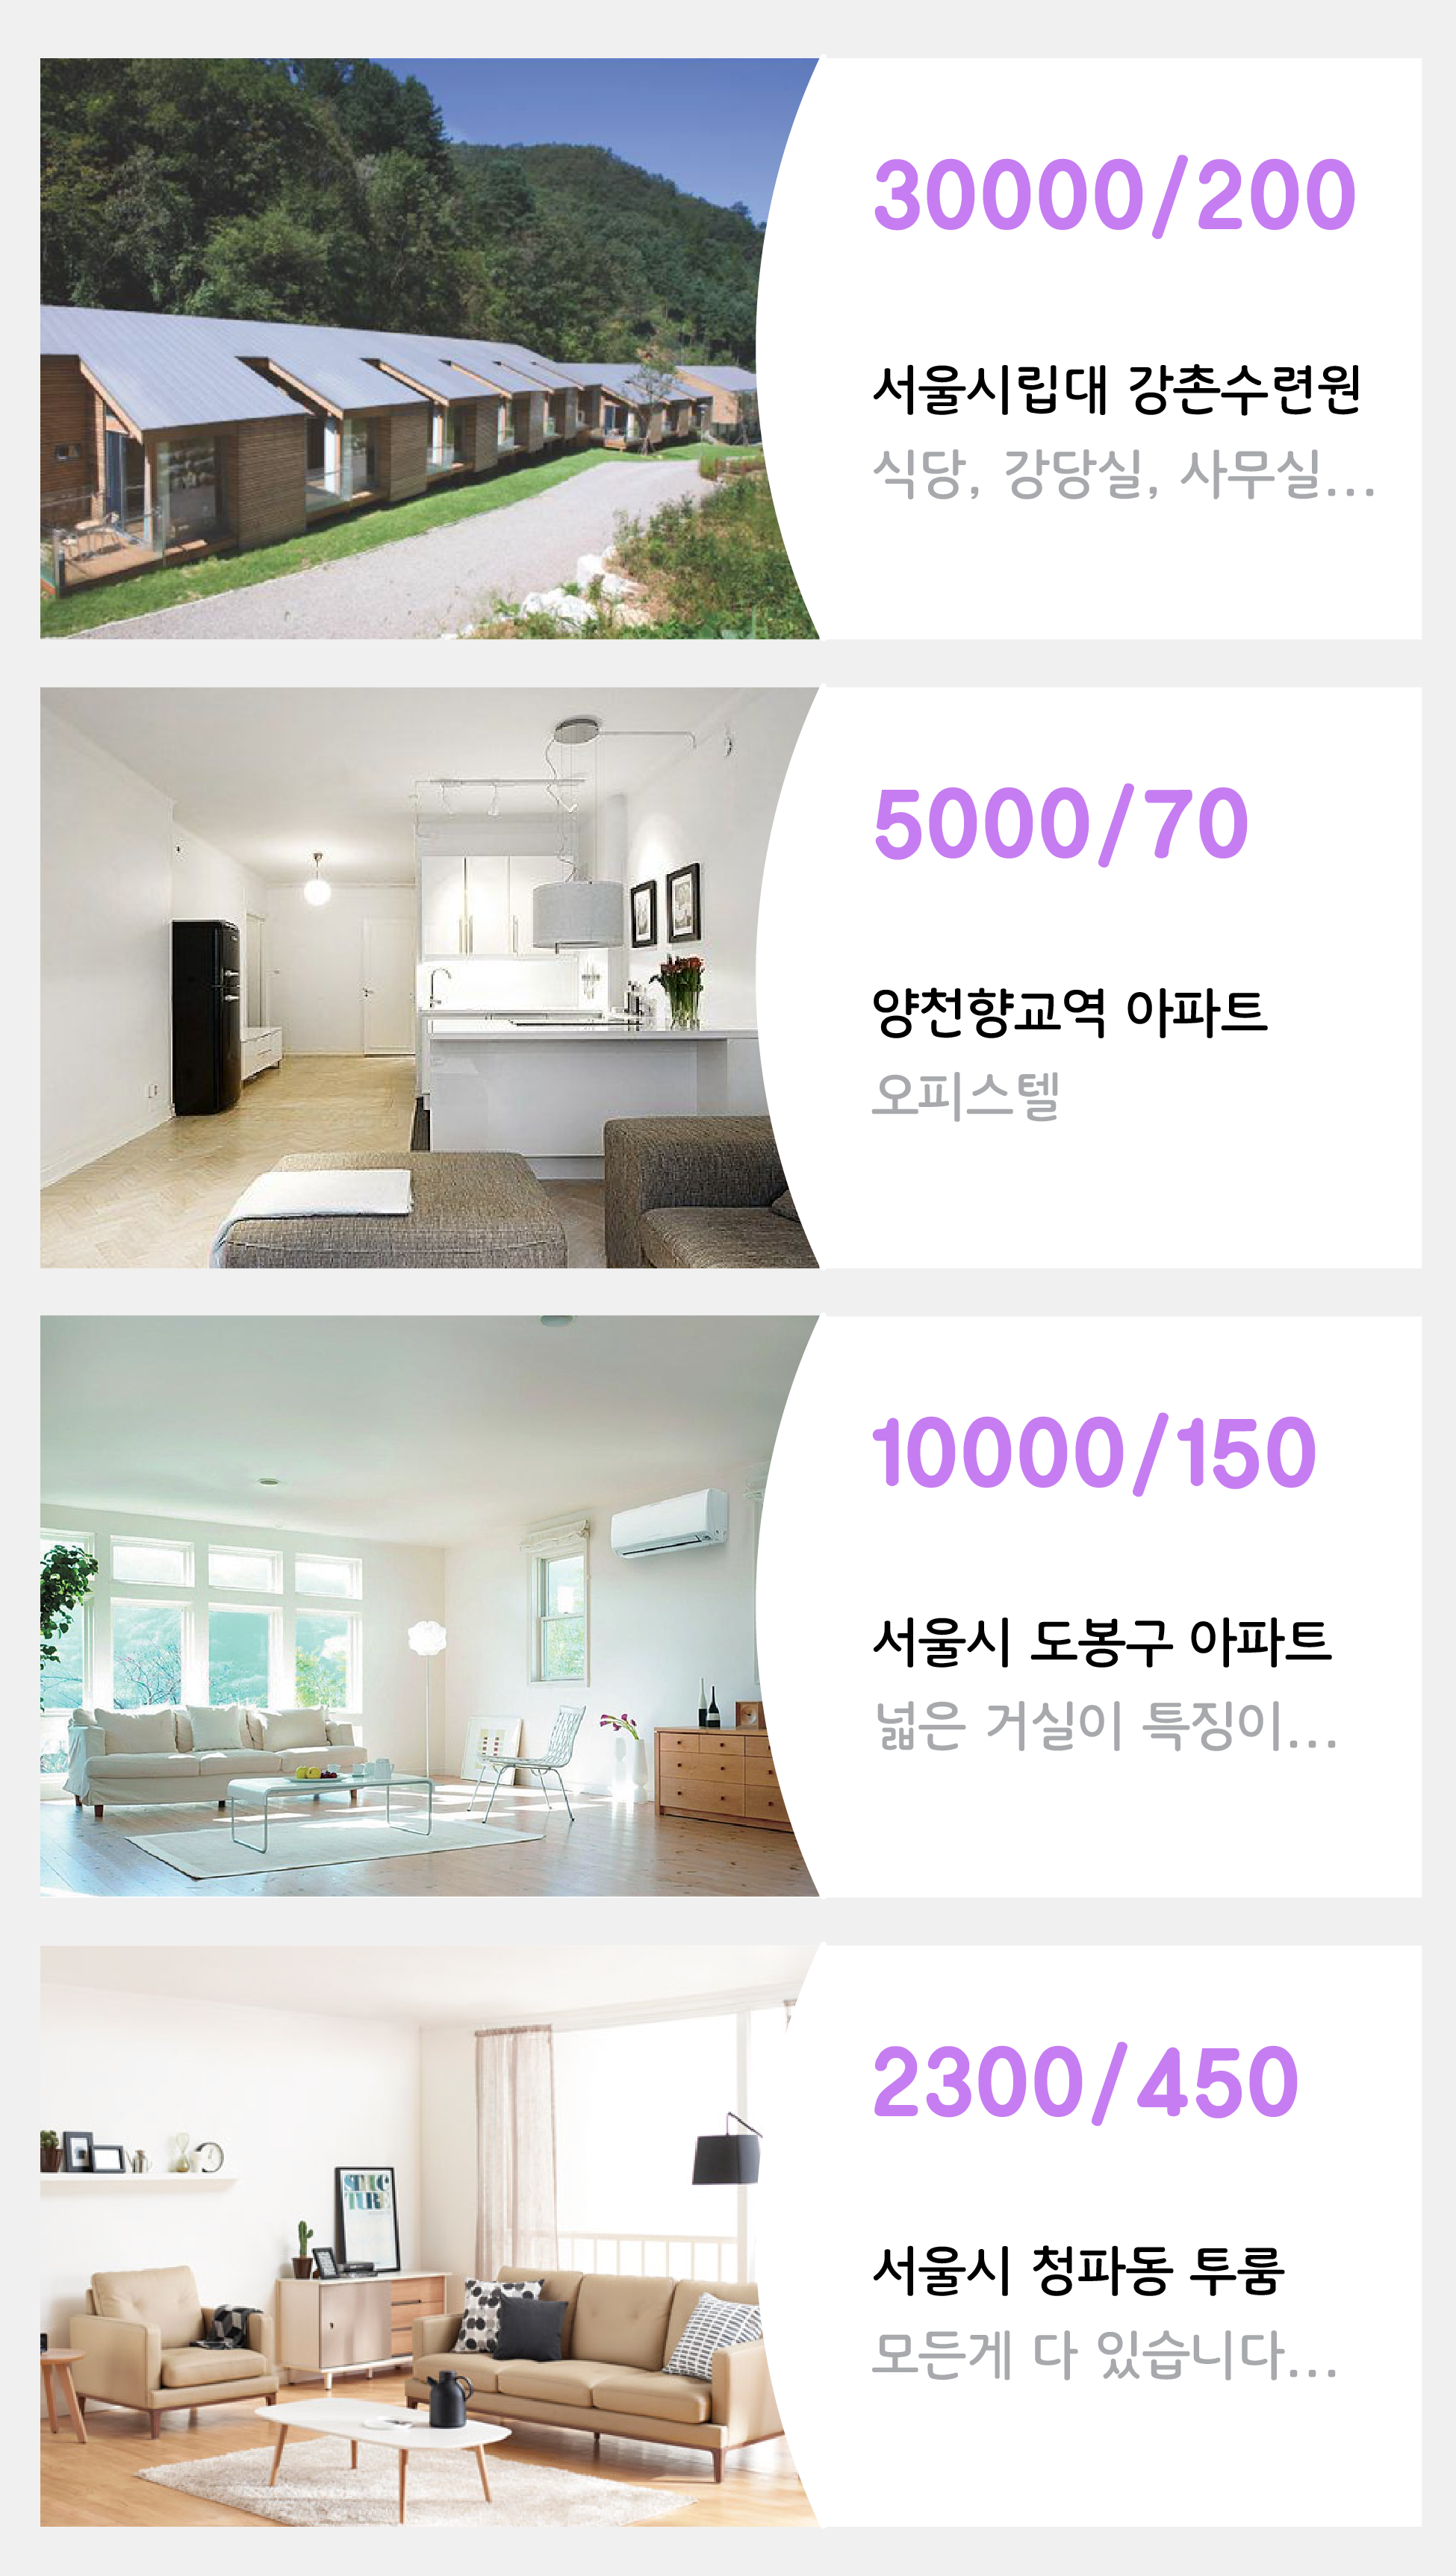 30000/200
서울시립대 강촌수련원
식당, 강당실, 사무실...
5000/70
양천향교역 아파트
오피스텔
10000/150
서울시 도봉구 아파트
넓은 거실이 특징이...
2300/450
STRUC
TURE
서울시 청파동 투룸
모든게 다 있습니다...